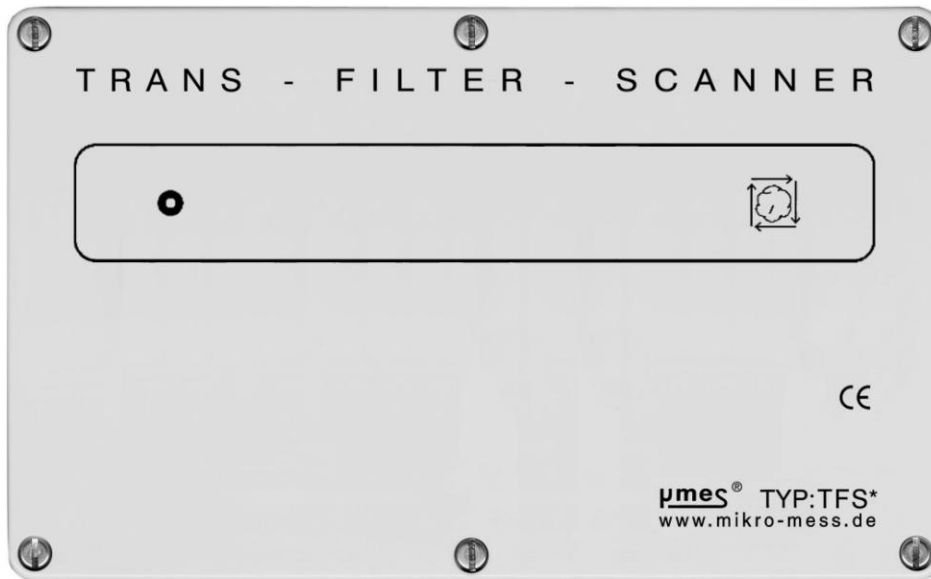 TRANS - FILTER - SCANNER
CE
µmes® TYP:TFS*
www.mikro-mess.de